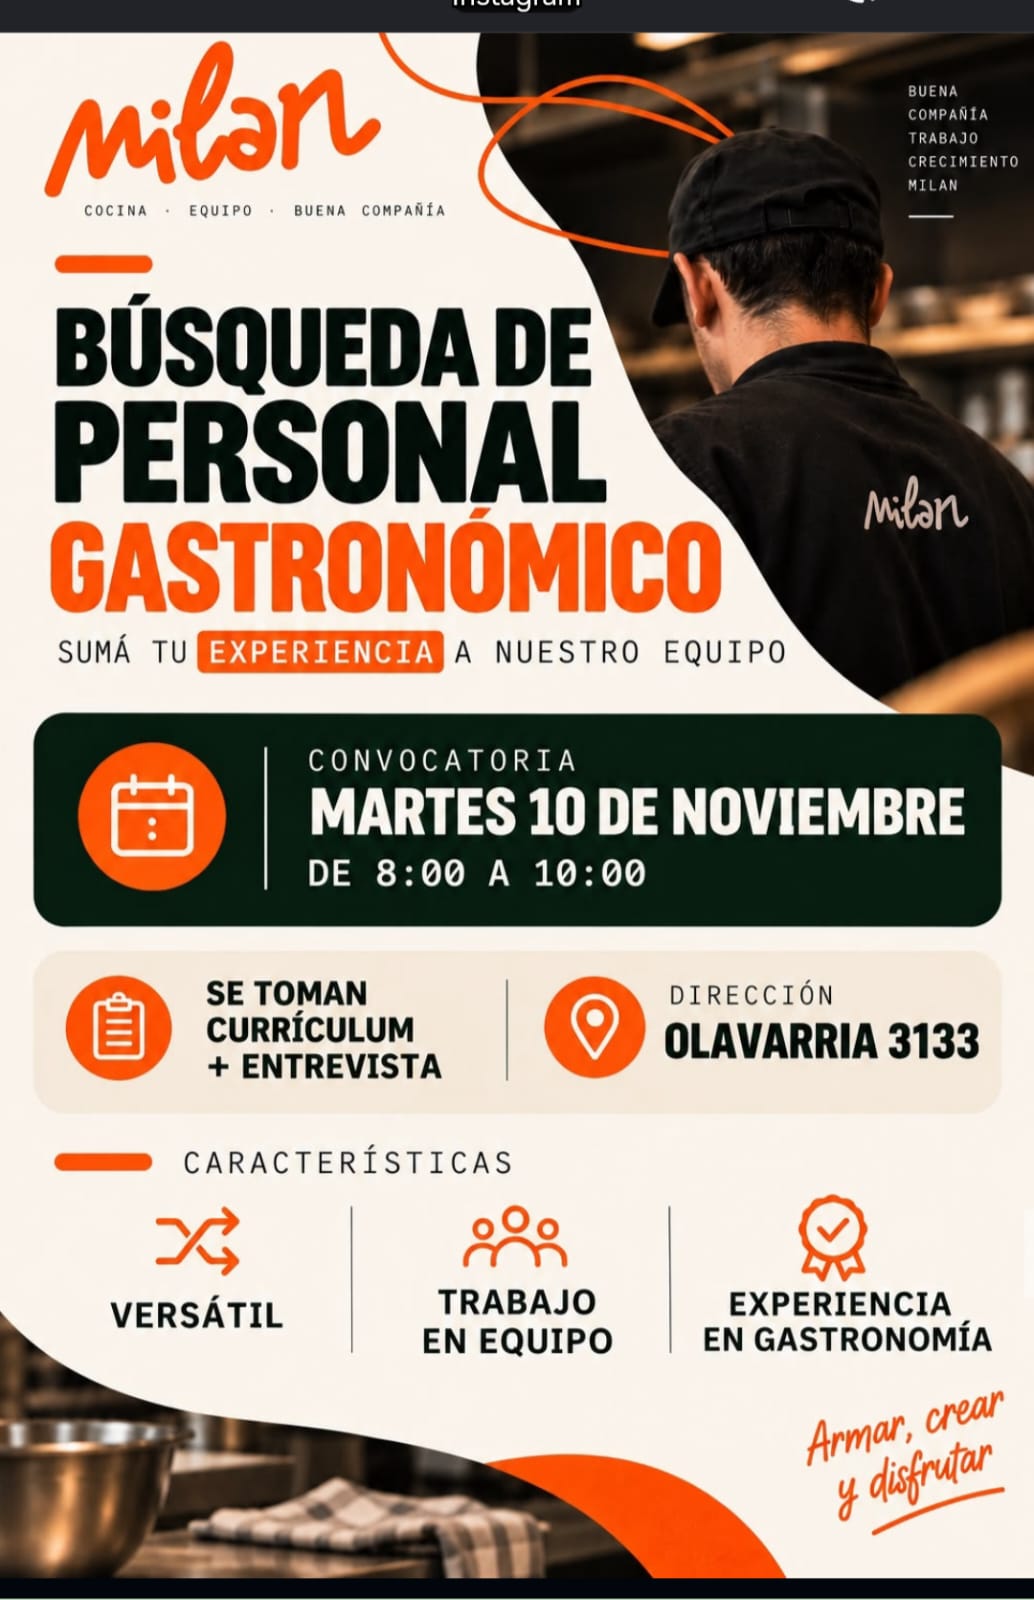 Instagram
milan
COCINA · EQUIPO · BUENA COMPAÑÍA
BUENA
COMPAÑÍA
TRABAJO
CRECIMIENTO
MILAN
BÚSQUEDA DE
PERSONAL
GASTRONÓMICO
SUMÁ TU EXPERIENCIA A NUESTRO EQUIPO
milan
CONVOCATORIA
MARTES 10 DE NOVIEMBRE
DE 8:00 A 10:00
SE TOMAN
CURRÍCULUM
+ ENTREVISTA
DIRECCIÓN
OLAVARRIA 3133
CARACTERÍSTICAS
VERSÁTIL
TRABAJO
EN EQUIPO
EXPERIENCIA
EN GASTRONOMÍA
Armar, crear
y disfrutar